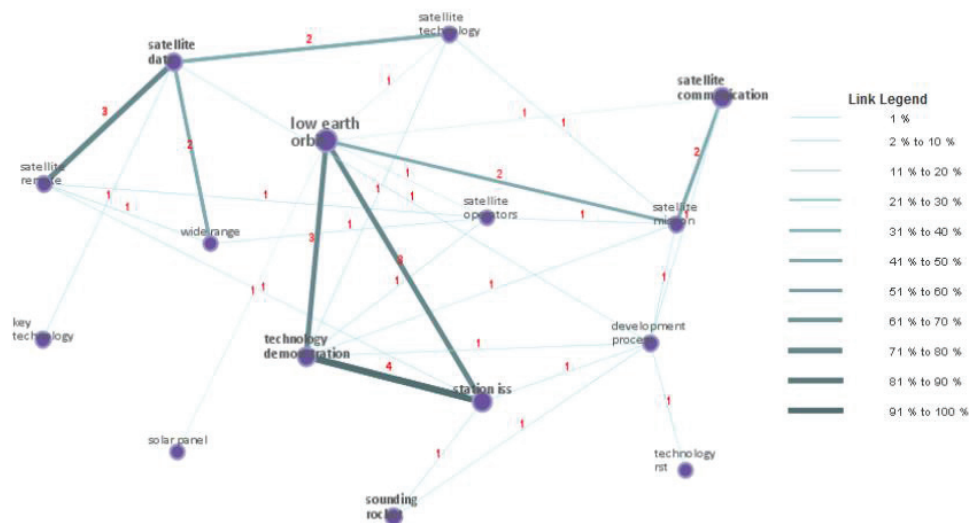 satellite
technology
satellite
data
2
1
satellite
communication
Link Legend
1 %
3
low earth
orbit
1
1
2 % to 10 %
2
2
11 % to 20 %
satellite
remote
1
2
21 % to 30 %
1
1
1
1
satellite
operators
satellite
mission
1
1
31 % to 40 %
wide range
1
3
3
41 % to 50 %
1
1
1
1
1
51 % to 60 %
key
technology
technology
demonstration
1
development
process
61 % to 70 %
4
station iss
1
71 % to 80 %
1
1
81 % to 90 %
91 % to 100 %
solar panel
1
technology
rst
sounding
rocket